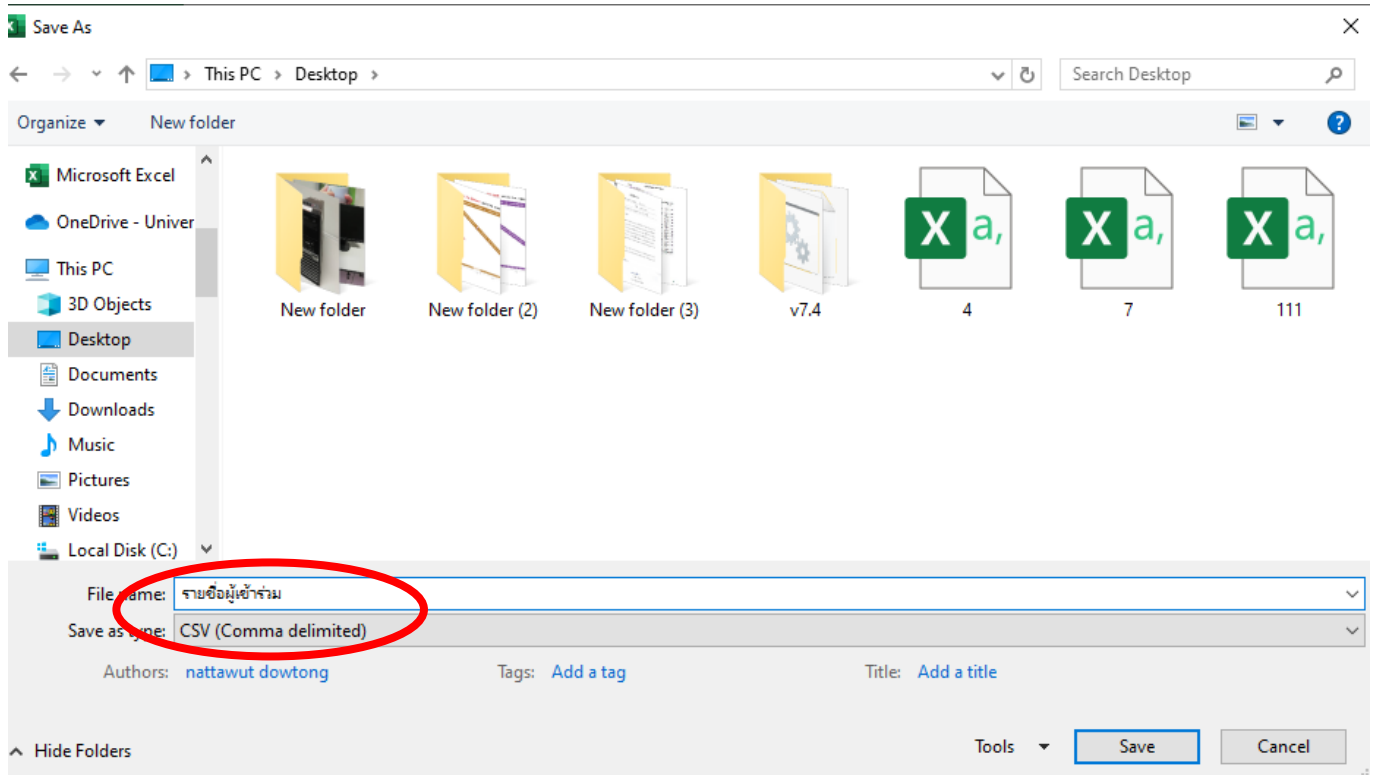 Save As
This PC > Desktop >
Search Desktop
Organize
New folder
Microsoft Excel
OneDrive - Univer
This PC
3D Objects
Desktop
Documents
Downloads
Music
Pictures
Videos
Local Disk (C:)
New folder
New folder (2)
New folder (3)
v7.4
X a,
4
X a,
7
X a,
111
File name: รายชื่อผู้เข้าร่วม
Save as type: CSV (Comma delimited)
Authors: nattawut dowtong Tags: Add a tag Title: Add a title
Hide Folders
Tools Save Cancel